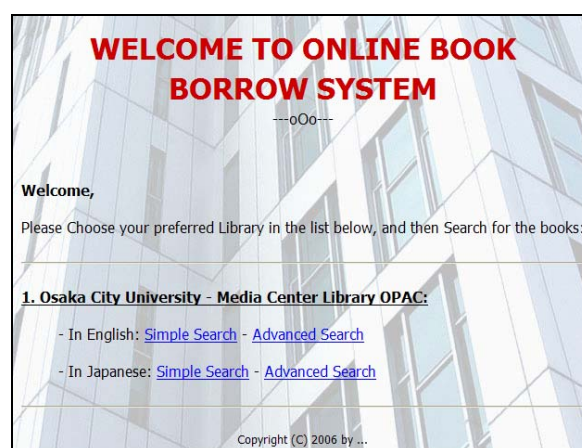 WELCOME TO ONLINE BOOK
BORROW SYSTEM
---oOo---
Welcome,
Please Choose your preferred Library in the list below, and then Search for the books:
1. Osaka City University - Media Center Library OPAC:
- In English: Simple Search - Advanced Search
- In Japanese: Simple Search - Advanced Search
Copyright (C) 2006 by ...